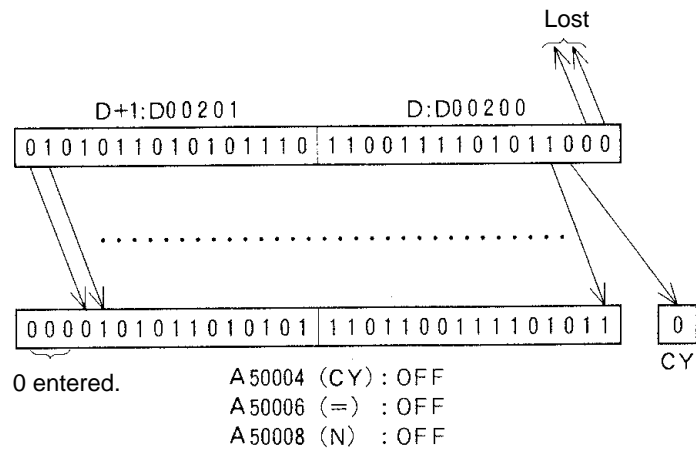 Lost
D+1:D00201 D:D00200
0101011010101110 1100111101011000
0000101011010101 1101100111101011 0
CY
0 entered.
A50004 (CY) : OFF
A50006 (=) : OFF
A50008 (N) : OFF